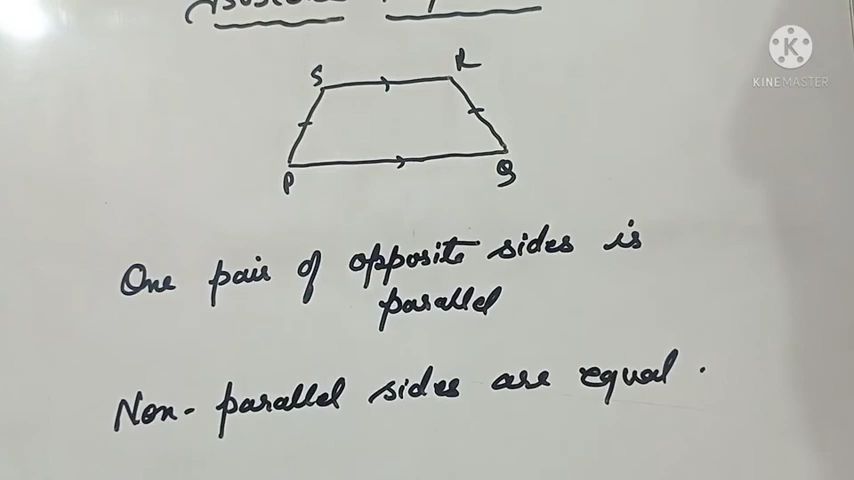 S R
P Q
One pair of opposite sides is
parallel
Non-parallel sides are equal.
K
KINEMASTER